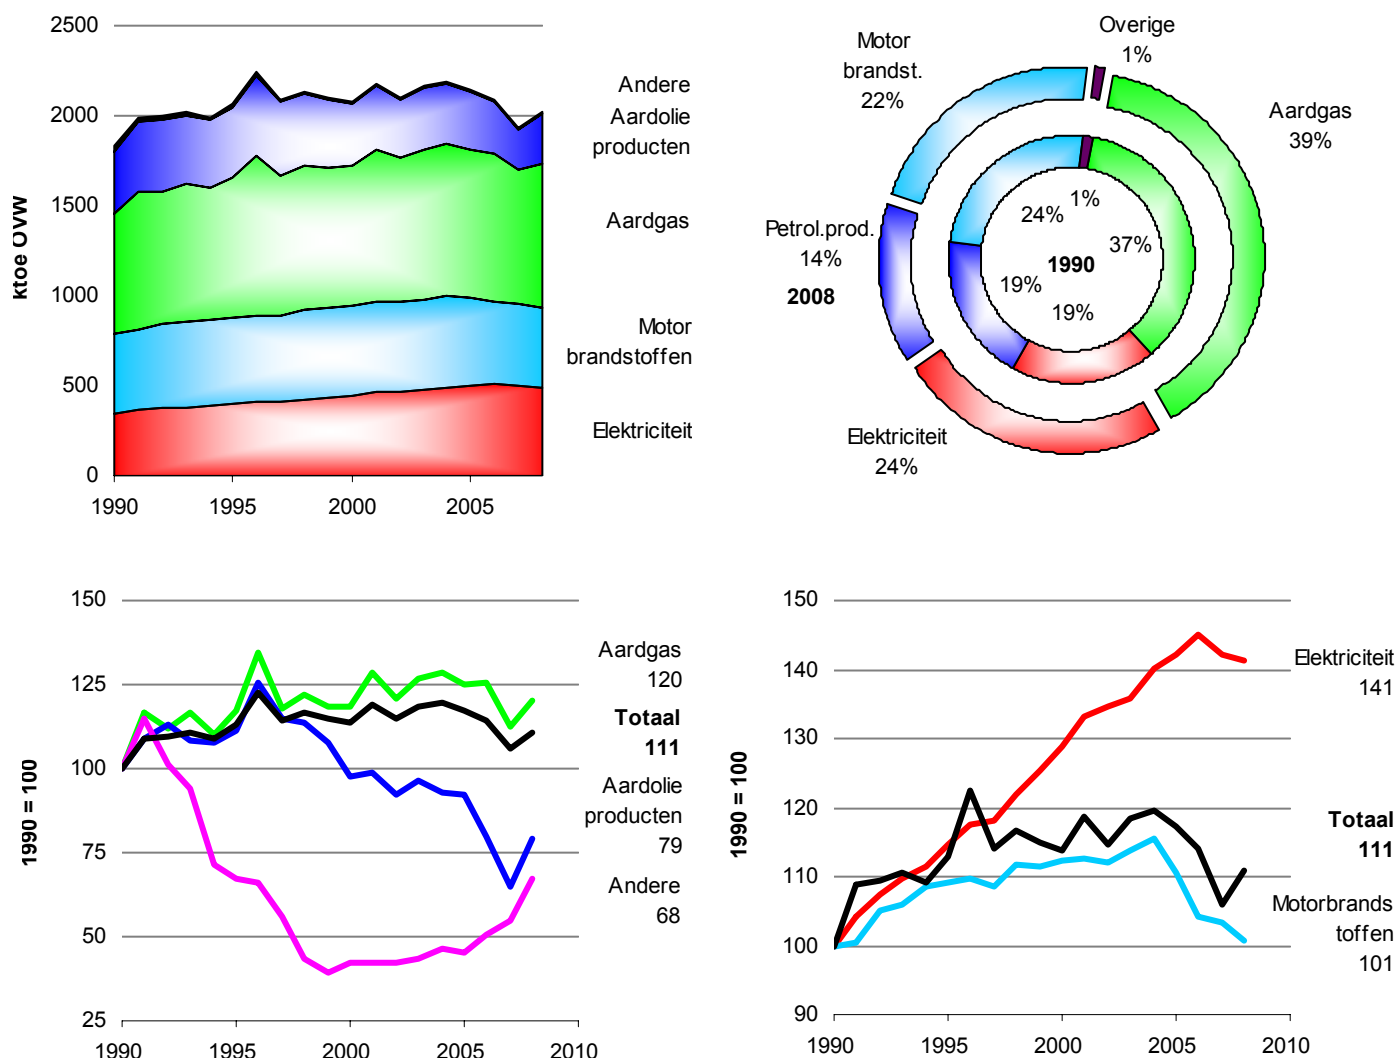 2500
2000
1500
1000
500
0
ktoe OVW
1990
1995
2000
2005
Andere
Aardolie
producten
Aardgas
Motor
brandstoffen
Elektriciteit
Overige
1%
Motor
brandst.
22%
Aardgas
39%
Petrol.prod.
14%
2008
Elektriciteit
24%
1%
24%
37%
1990
19%
19%
150
125
100
75
50
25
1990 = 100
1990
1995
2000
2005
2010
Aardgas
120
Totaal
111
Aardolie
producten
79
Andere
68
150
140
130
120
110
100
90
1990 = 100
1990
1995
2000
2005
2010
Elektriciteit
141
Totaal
111
Motorbrands
toffen
101